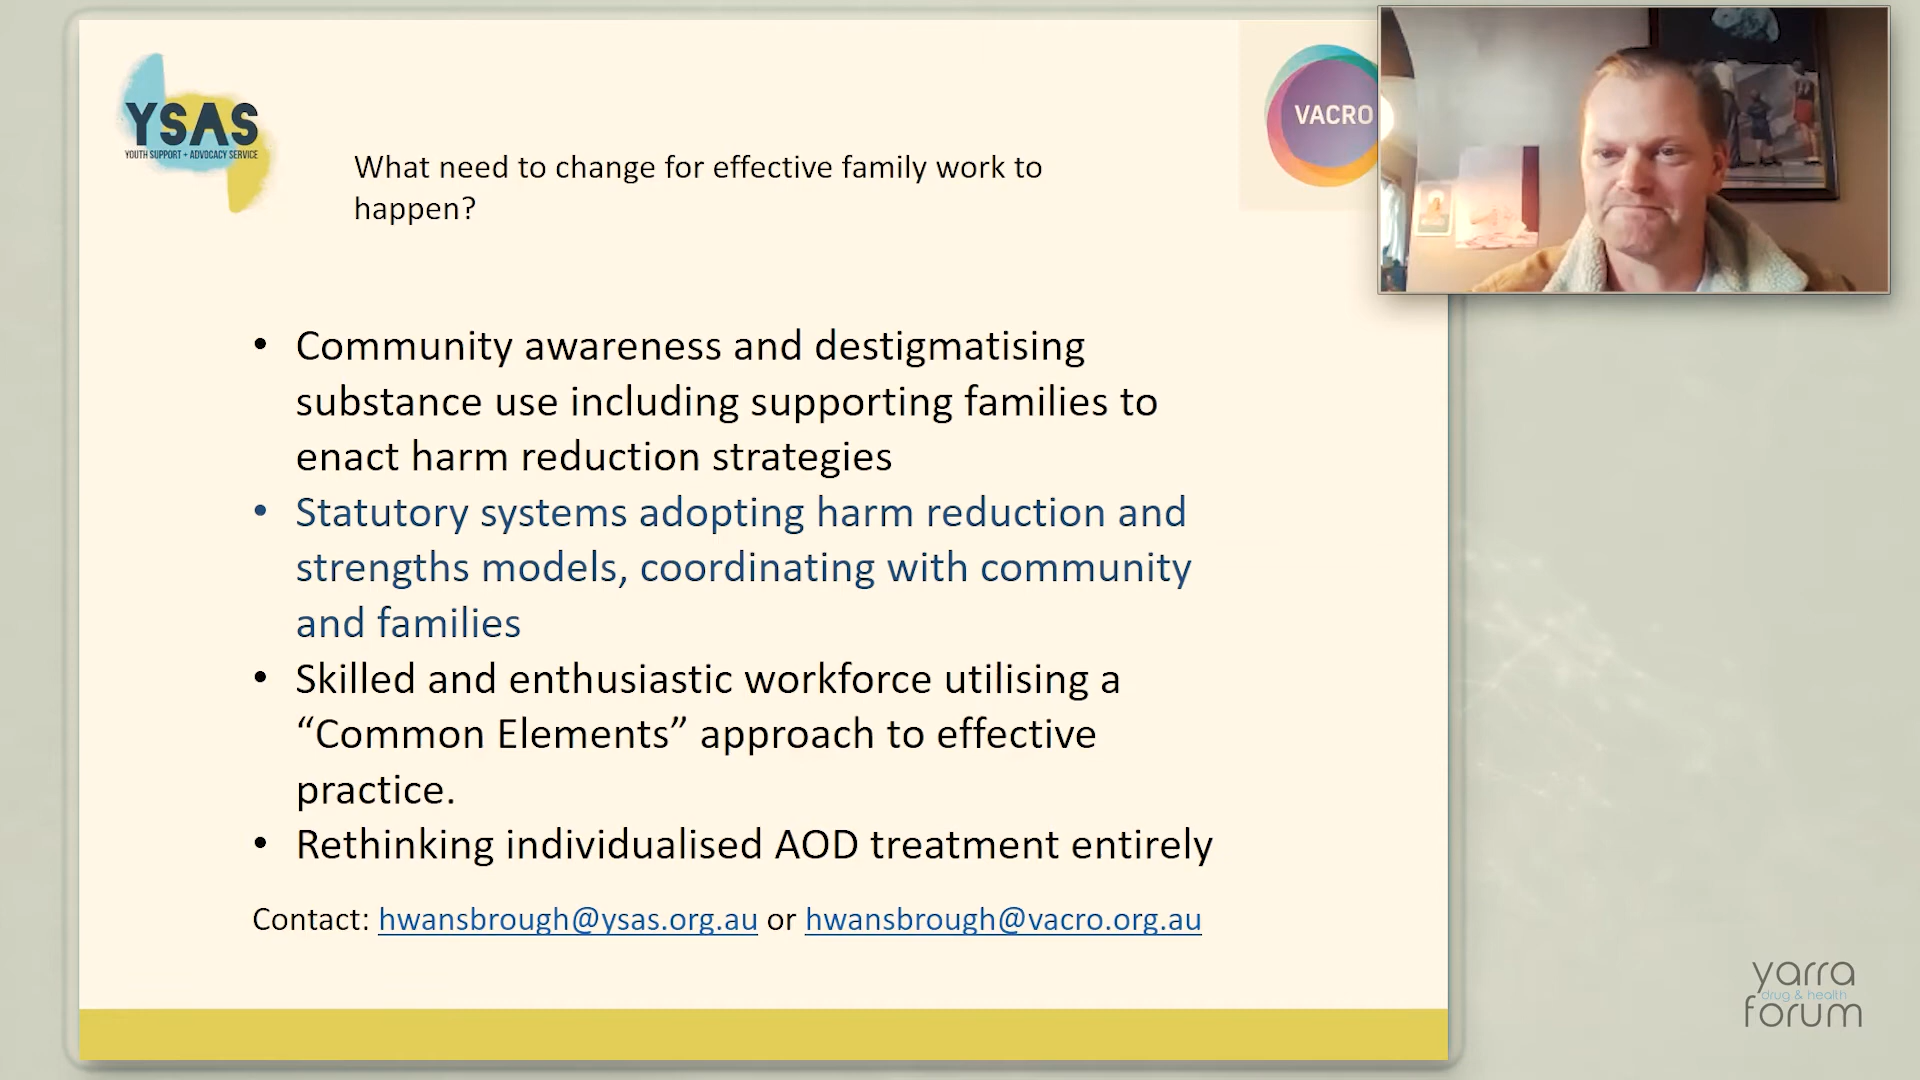 YSAS
YOUTH SUPPORT + ADVOCACY SERVICE
VACRO
What need to change for effective family work to
happen?
• Community awareness and destigmatising
substance use including supporting families to
enact harm reduction strategies
• Statutory systems adopting harm reduction and
strengths models, coordinating with community
and families
• Skilled and enthusiastic workforce utilising a
“Common Elements” approach to effective
practice.
• Rethinking individualised AOD treatment entirely
Contact: hwansbrough@ysas.org.au or hwansbrough@vacro.org.au
yarra
drug & health
forum